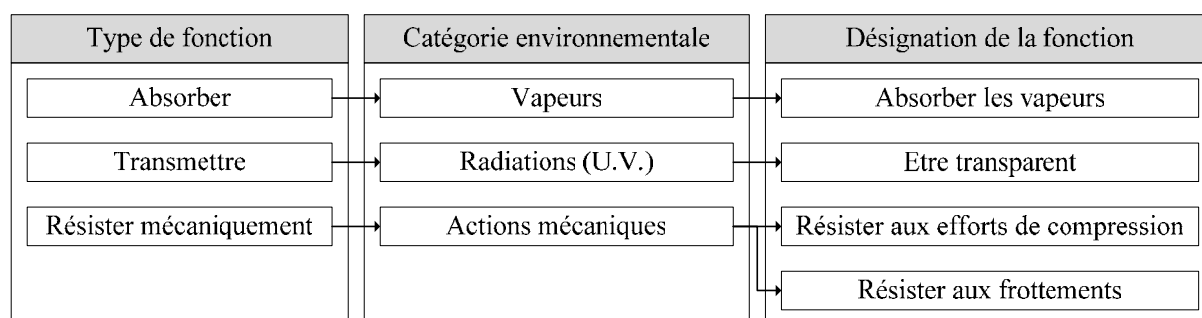 Type de fonction
Catégorie environnementale
Désignation de la fonction
Absorber
Vapeurs
Absorber les vapeurs
Transmettre
Radiations (U.V.)
Etre transparent
Résister mécaniquement
Actions mécaniques
Résister aux efforts de compression
Résister aux frottements